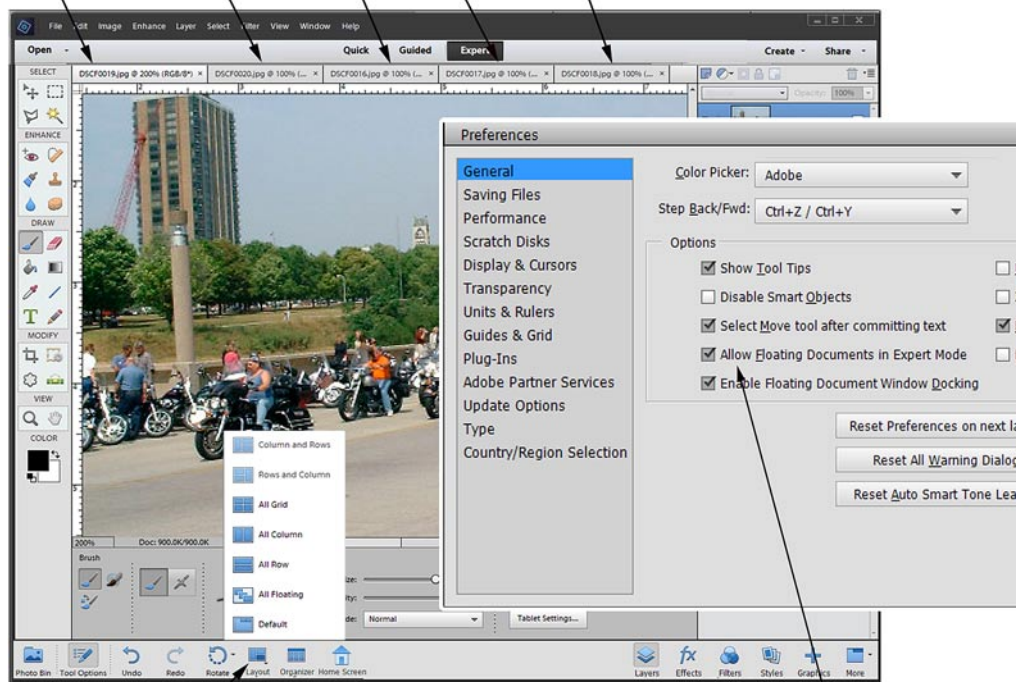 File Edit Image Enhance Layer Select Filter View Window Help
Open Quick Guided Expert Create Share
SELECT
DSCF0019.jpg @ 200% (RGB/8*) × DSCF0020.jpg @ 100% (... × DSCF0016.jpg @ 100% (... × DSCF0017.jpg @ 100% (... × DSCF0018.jpg @ 100% (... ×
Opacity: 100%
ENHANCE
DRAW
MODIFY
VIEW
COLOR
Preferences
General
Saving Files
Performance
Scratch Disks
Display & Cursors
Transparency
Units & Rulers
Guides & Grid
Plug-Ins
Adobe Partner Services
Update Options
Type
Country/Region Selection
Color Picker: Adobe
Step Back/Fwd: Ctrl+Z / Ctrl+Y
Options
Show Tool Tips
Disable Smart Objects
Select Move tool after committing text
Allow Floating Documents in Expert Mode
Enable Floating Document Window Docking
Reset Preferences on next la
Reset All Warning Dialog
Reset Auto Smart Tone Lea
Column and Rows
Rows and Column
All Grid
All Column
All Row
All Floating
Default
200% Doc: 900.0K/900.0K
Brush
Normal
Tablet Settings...
Photo Bin Tool Options Undo Redo Rotate Layout Organizer Home Screen Layers Effects Filters Styles Graphics More